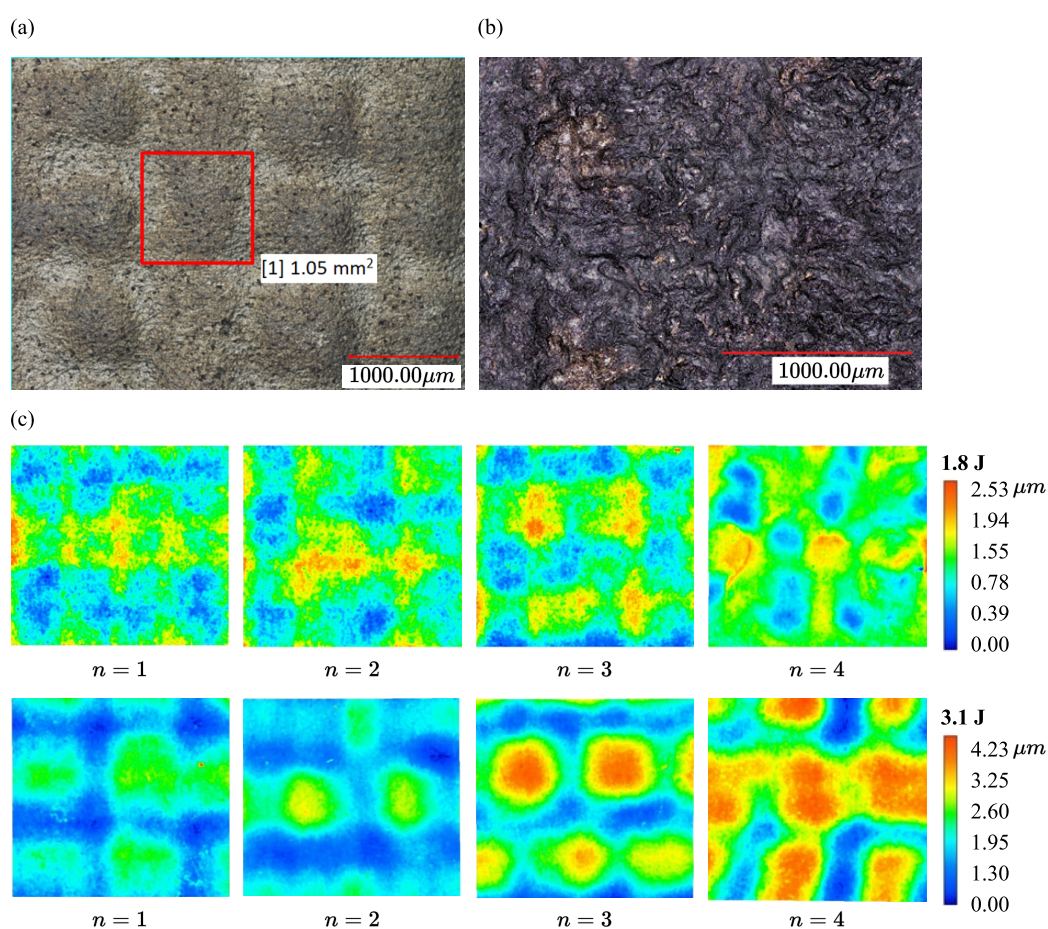 (a)
(b)
[1] 1.05 mm²
1000.00μm
1000.00μm
(c)
1.8 J
2.53 μm
1.94
1.55
0.78
0.39
0.00
n = 1
n = 2
n = 3
n = 4
3.1 J
4.23 μm
3.25
2.60
1.95
1.30
0.00
n = 1
n = 2
n = 3
n = 4